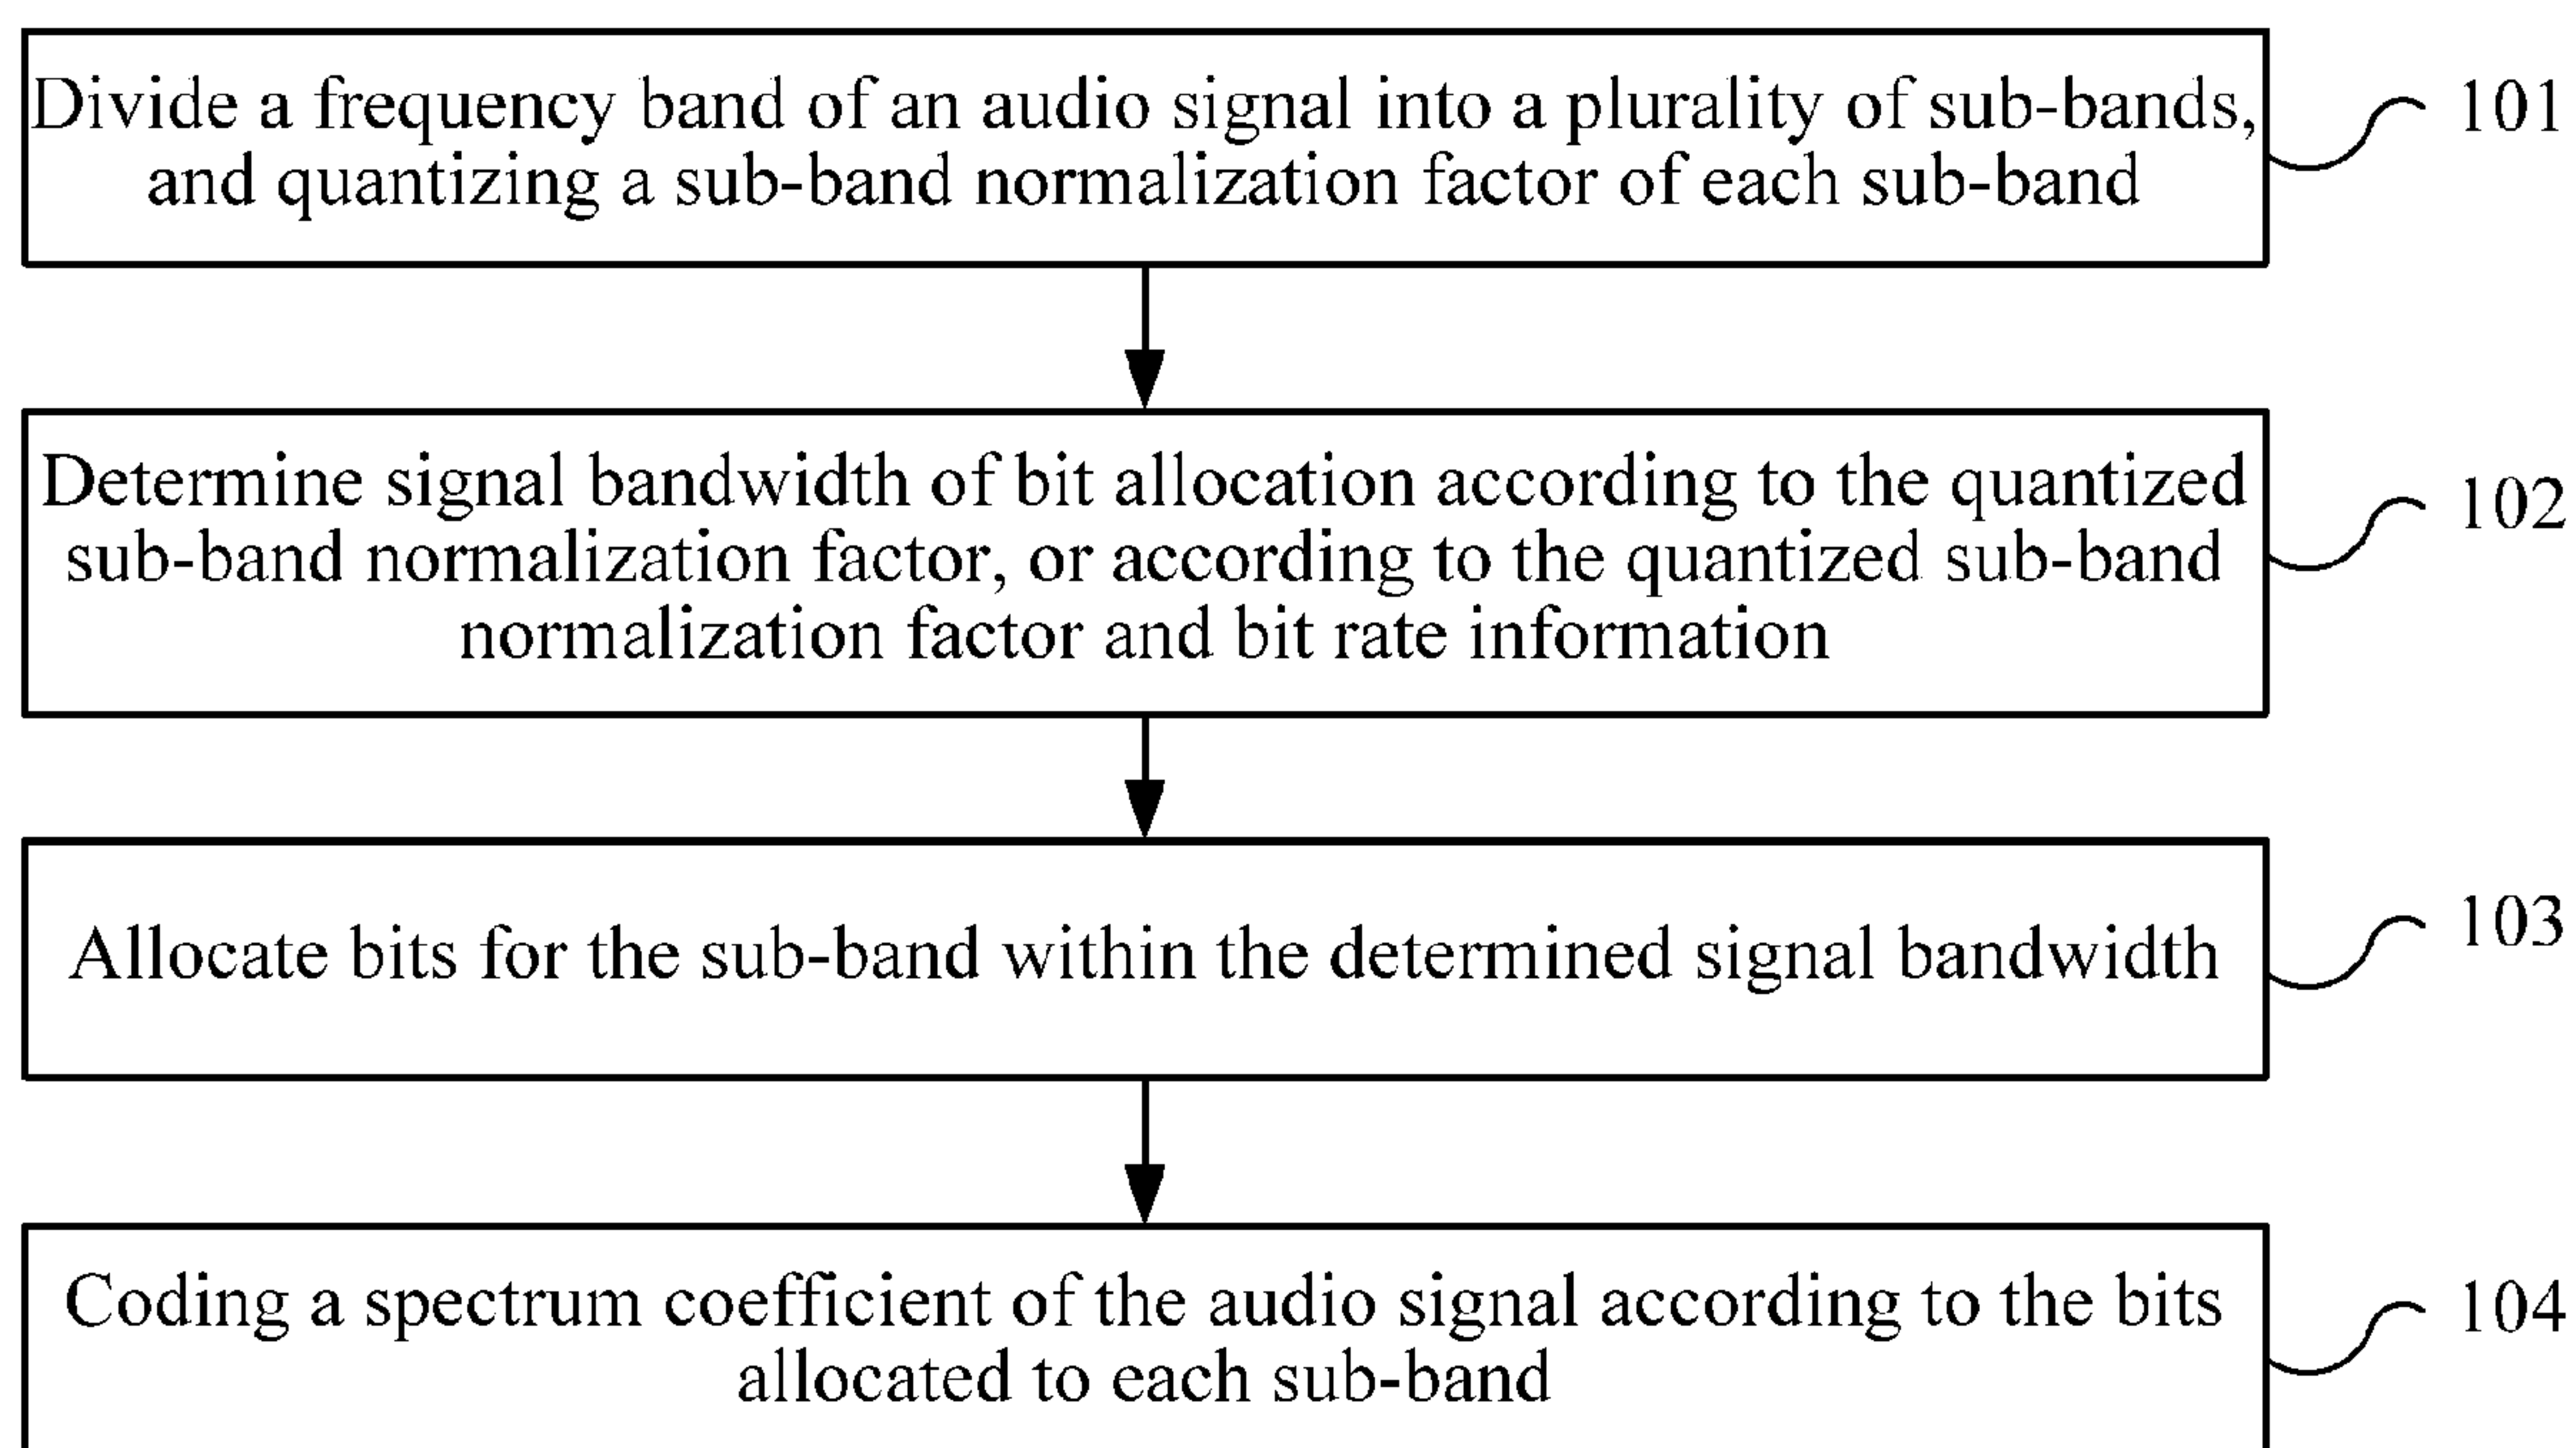 Divide a frequency band of an audio signal into a plurality of sub-bands,
and quantizing a sub-band normalization factor of each sub-band
101
Determine signal bandwidth of bit allocation according to the quantized
sub-band normalization factor, or according to the quantized sub-band
normalization factor and bit rate information
102
Allocate bits for the sub-band within the determined signal bandwidth
103
Coding a spectrum coefficient of the audio signal according to the bits
allocated to each sub-band
104